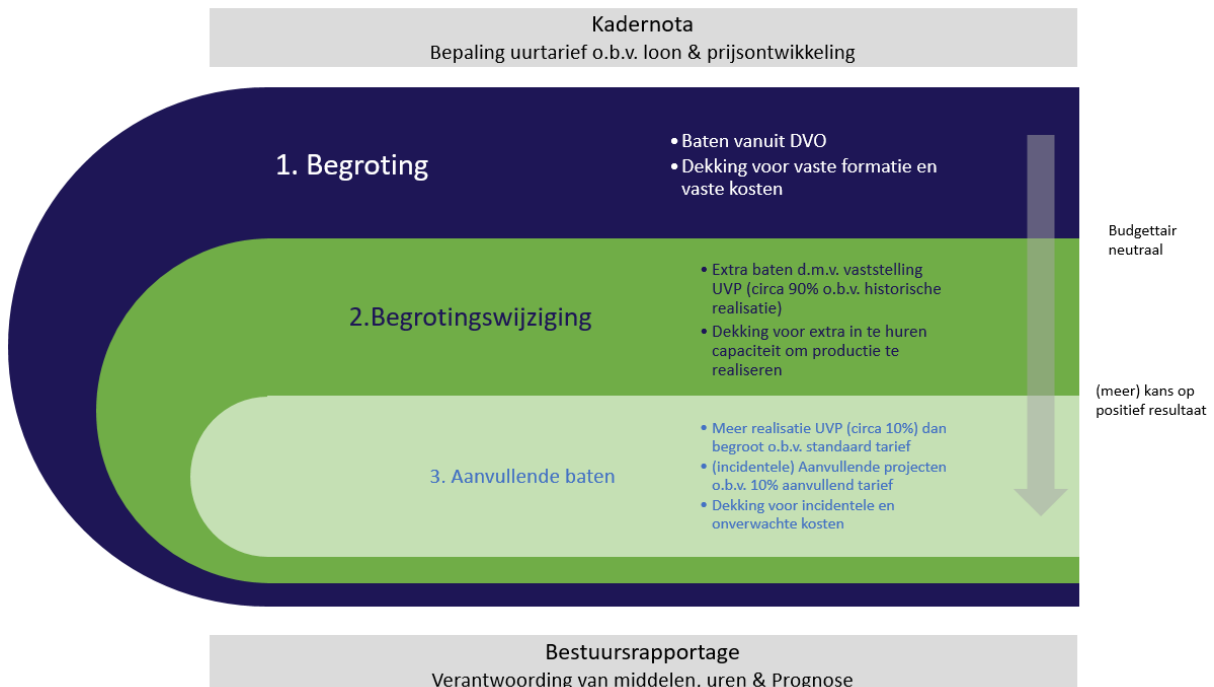 Kadernota
Bepaling uurtarief o.b.v. loon & prijsontwikkeling
1. Begroting
• Baten vanuit DVO
• Dekking voor vaste formatie en
vaste kosten
Budgettair
neutraal
2.Begrotingswijziging
• Extra baten d.m.v. vaststelling
UVP (circa 90% o.b.v. historische
realisatie)
• Dekking voor extra in te huren
capaciteit om productie te
realiseren
(meer) kans op
positief resultaat
3. Aanvullende baten
• Meer realisatie UVP (circa 10%) dan
begroot o.b.v. standaard tarief
• (incidentele) Aanvullende projecten
o.b.v. 10% aanvullend tarief
• Dekking voor incidentele en
onverwachte kosten
Bestuursrapportage
Verantwoording van middelen, uren & Prognose